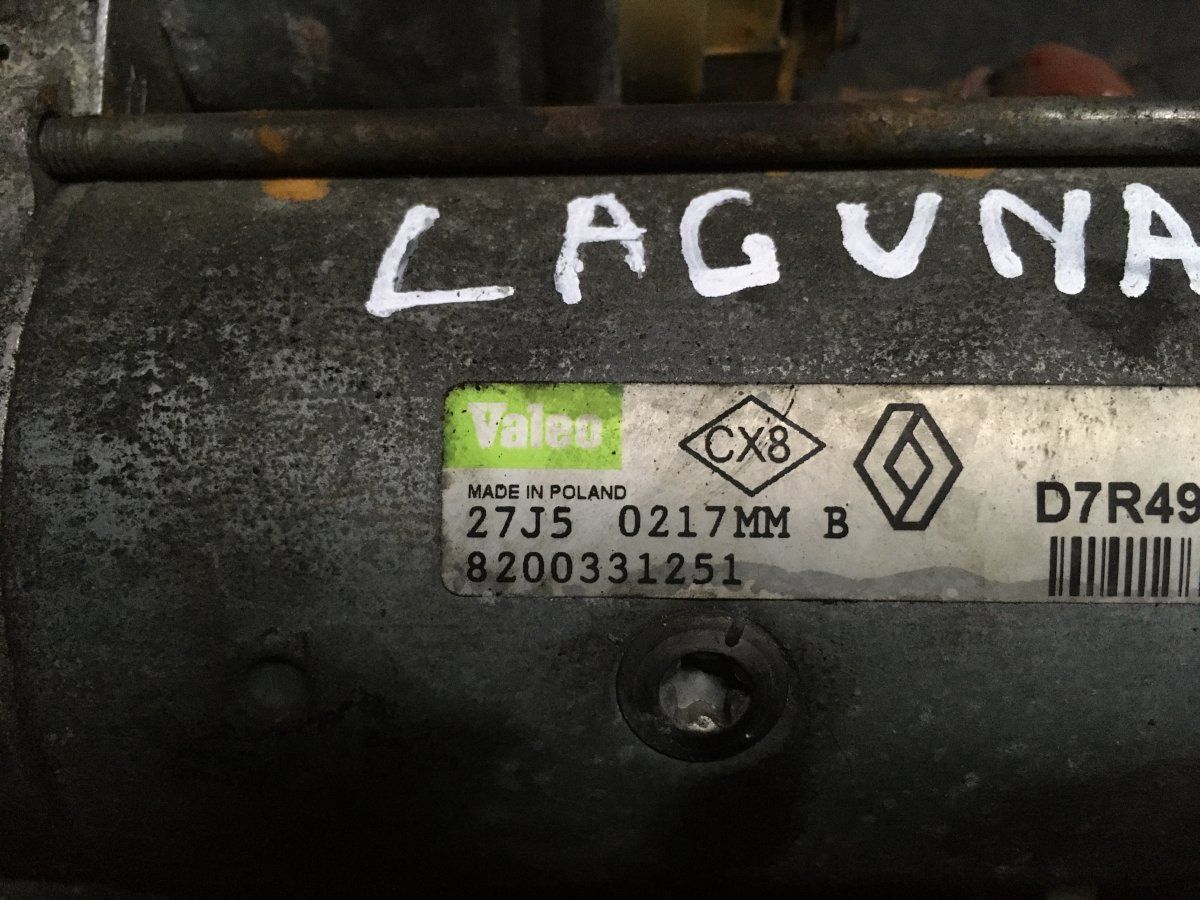 LAGUNA
Valeo
CX8
MADE IN POLAND
27J5 0217MM B
8200331251
D7R49